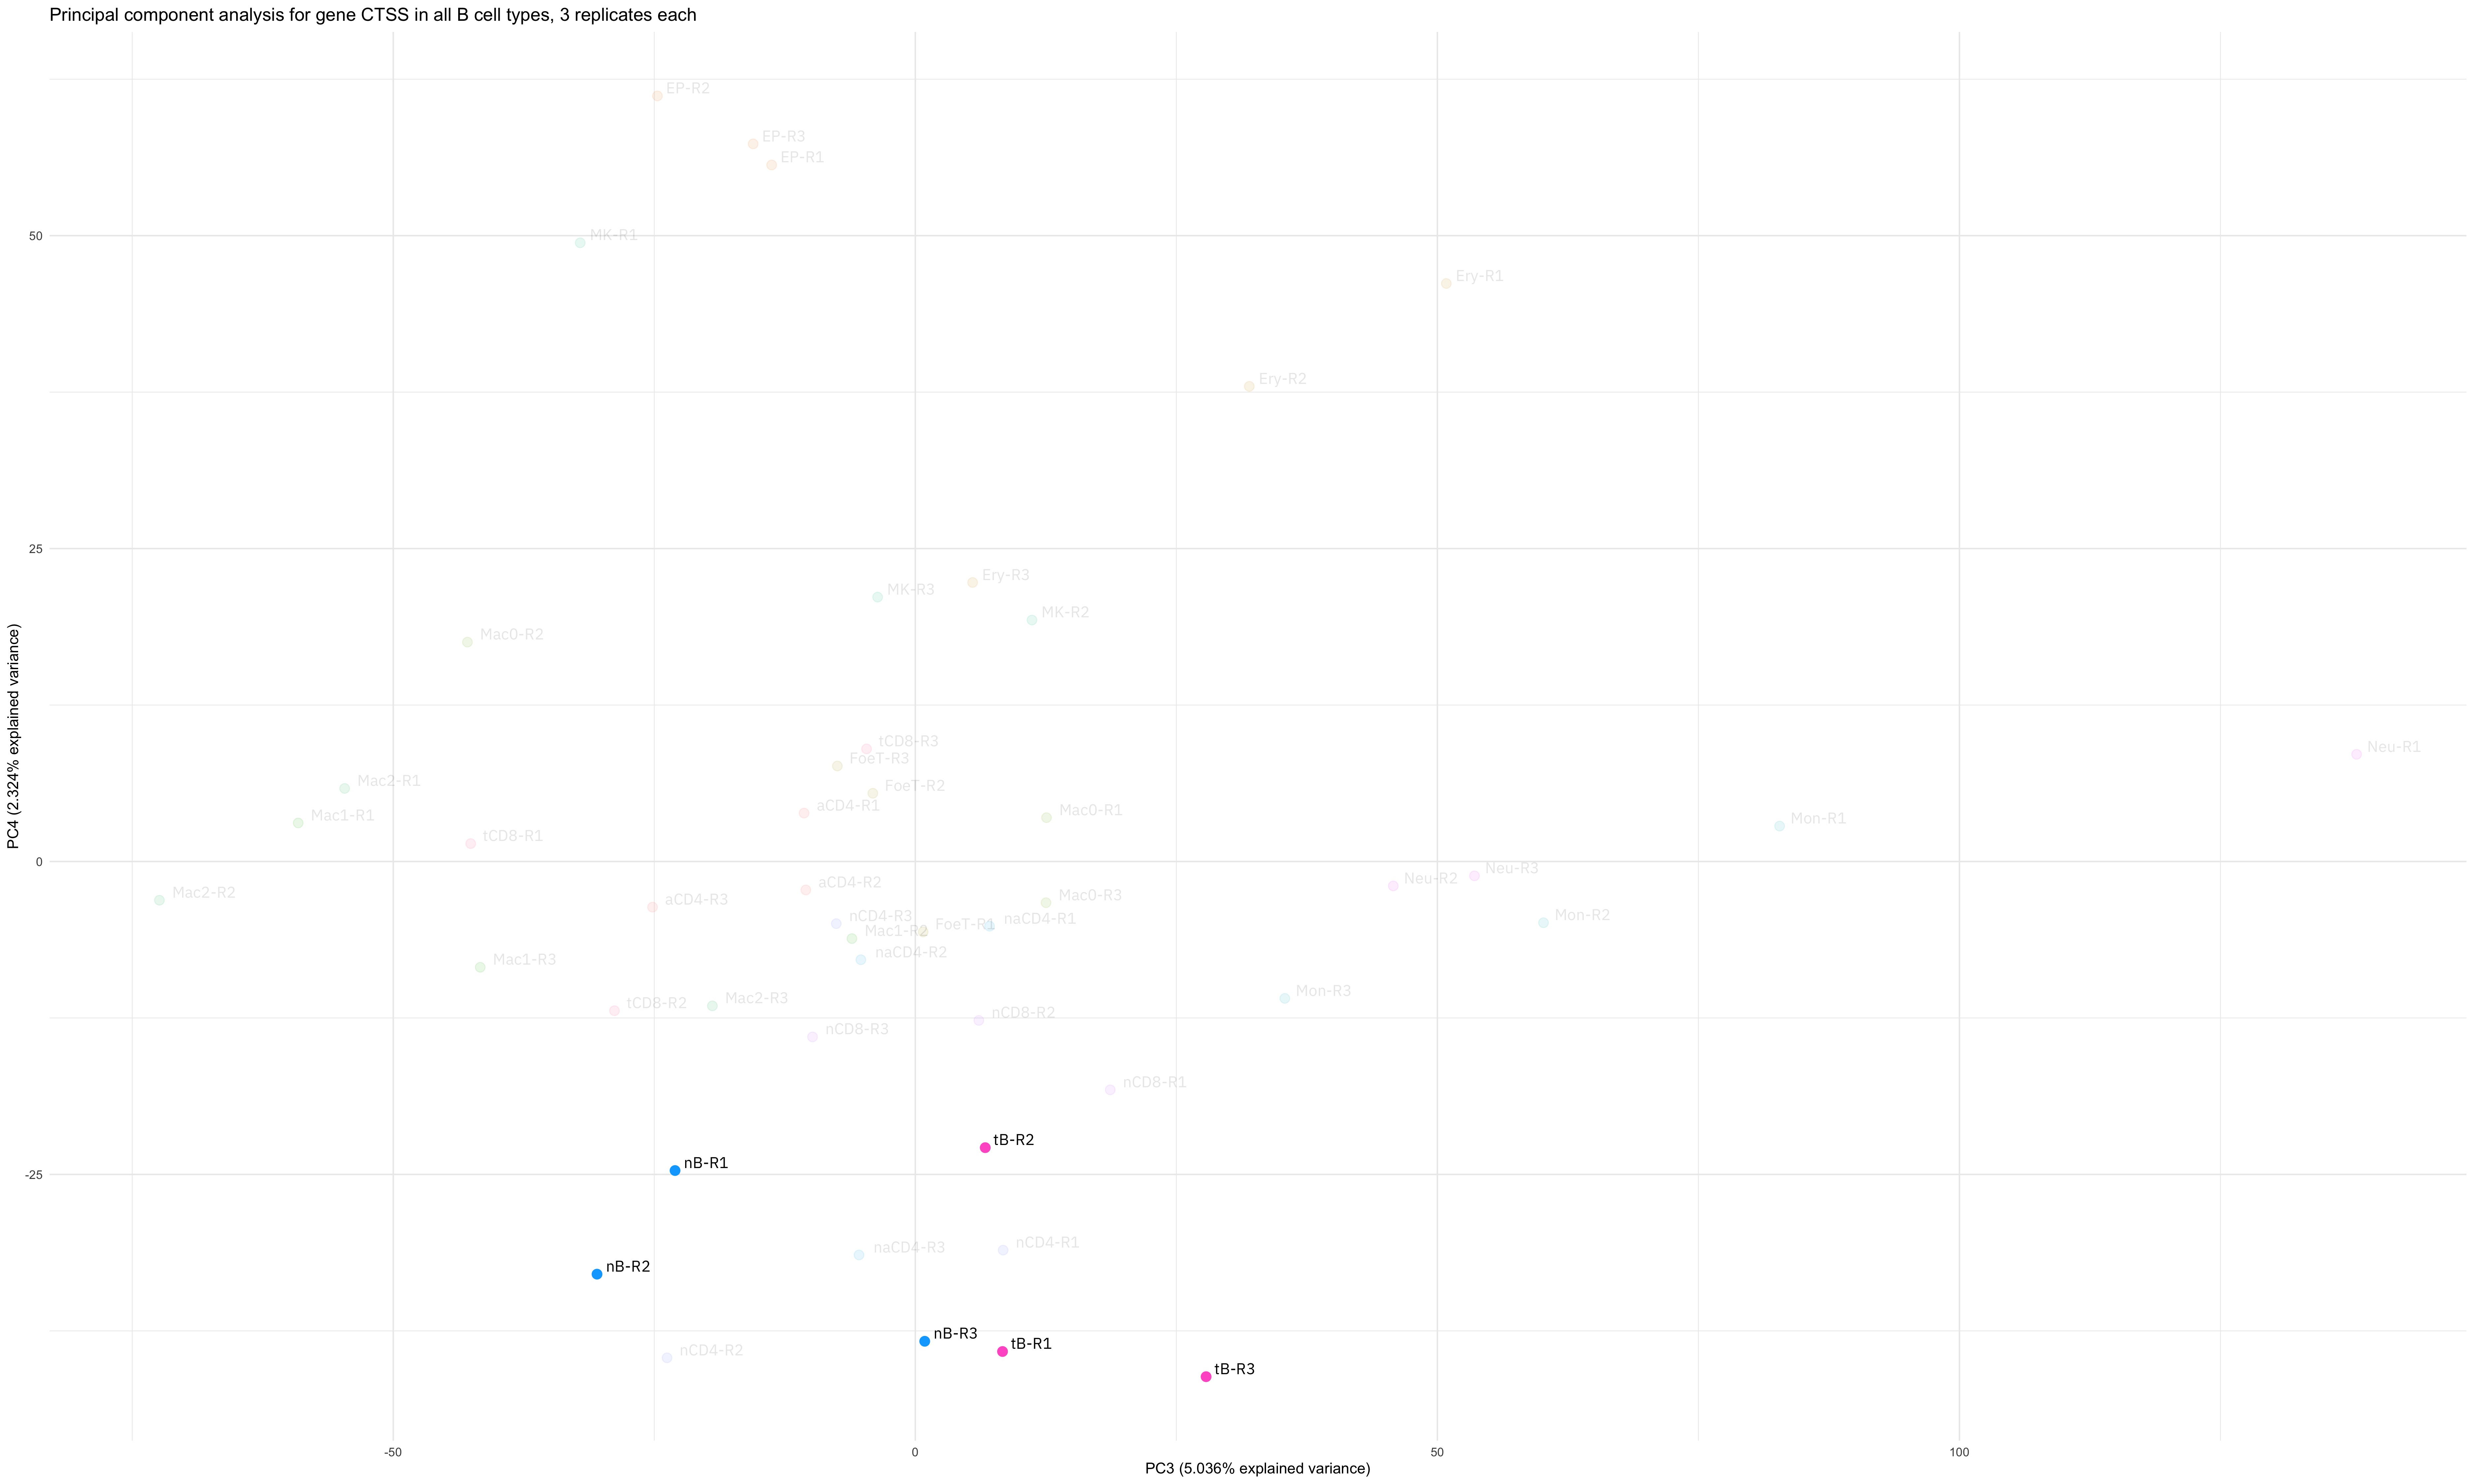 Principal component analysis for gene CTSS in all B cell types, 3 replicates each
EP-R2
EP-R3
EP-R1
MK-R1
50
Ery-R1
Ery-R2
25
Ery-R3
MK-R3
MK-R2
Mac0-R2
PC4 (2.324% explained variance)
tCD8-R3
Neu-R1
FoeT-R3
Mac2-R1
FoeT-R2
aCD4-R1
Mac0-R1
Mac1-R1
Mon-R1
tCD8-R1
0
Neu-R3
Neu-R2
aCD4-R2
Mac2-R2
aCD4-R3
Mac0-R3
nCD4-R3
Mon-R2
naCD4-R1
FoeT-R1
Mac1-R2
naCD4-R2
Mac1-R3
Mon-R3
Mac2-R3
tCD8-R2
nCD8-R2
nCD8-R3
nCD8-R1
tB-R2
nB-R1
-25
nCD4-R1
naCD4-R3
nB-R2
nB-R3
tB-R1
nCD4-R2
tB-R3
-50
0
50
100
PC3 (5.036% explained variance)